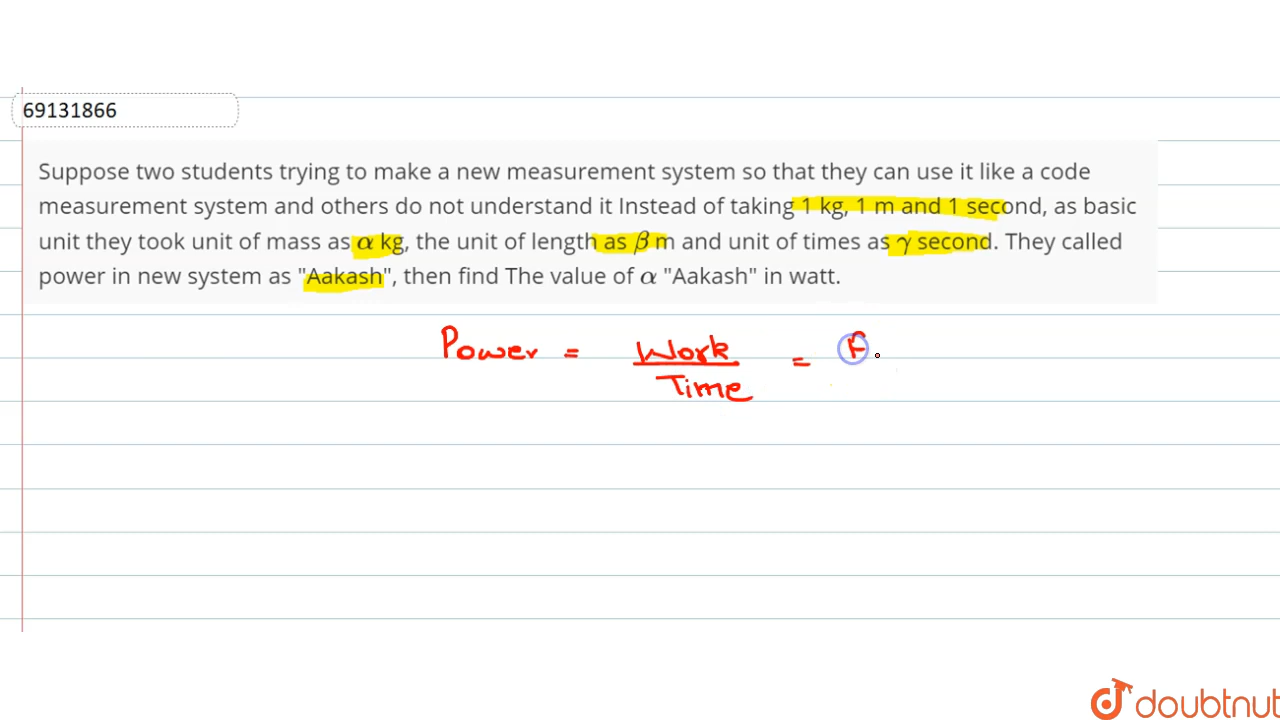 69131866
Suppose two students trying to make a new measurement system so that they can use it like a code
measurement system and others do not understand it Instead of taking 1 kg, 1 m and 1 second, as basic
unit they took unit of mass as α kg, the unit of length as β m and unit of times as γ second. They called
power in new system as "Aakash", then find The value of α "Aakash" in watt.
Power = Work / Time = F .
doubtnut